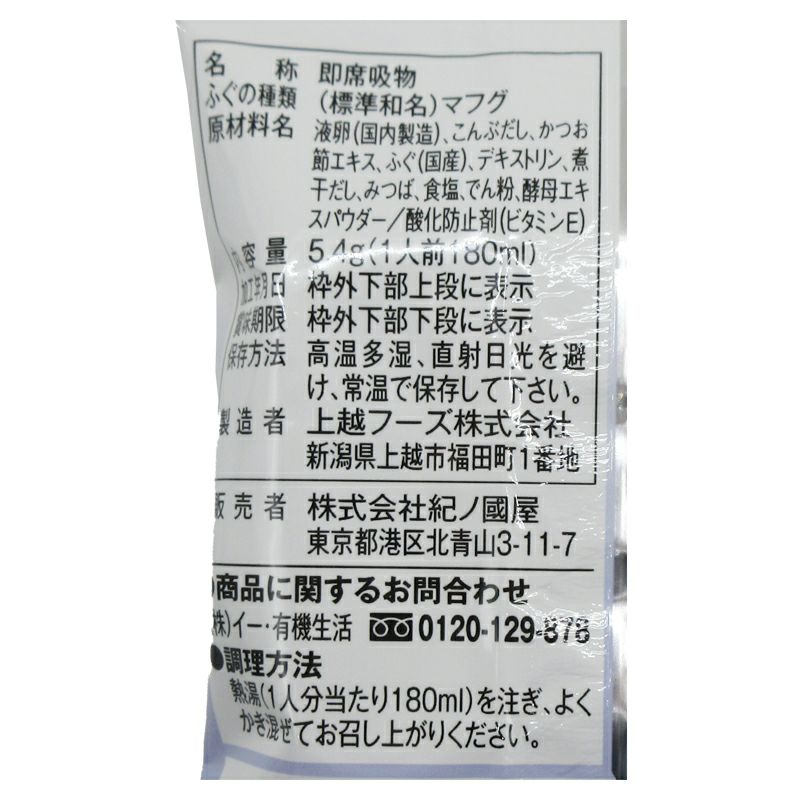 名称 即席吸物
ふぐの種類 (標準和名)マフグ
原材料名 液卵(国内製造)、こんぶだし、かつお
節エキス、ふぐ(国産)、デキストリン、煮
干だし、みつば、食塩、でん粉、酵母エキ
スパウダー/酸化防止剤(ビタミンE)
内容量 5.4g(1人前180ml)
加工年月日 枠外下部上段に表示
賞味期限 枠外下部下段に表示
保存方法 高温多湿、直射日光を避
け、常温で保存して下さい。
製造者 上越フーズ株式会社
新潟県上越市福田町1番地
販売者 株式会社紀ノ國屋
東京都港区北青山3-11-7
●商品に関するお問合わせ
(株)イー・有機生活 0120-129-878
●調理方法
熱湯(1人分当たり180ml)を注ぎ、よく
かき混ぜてお召し上がりください。